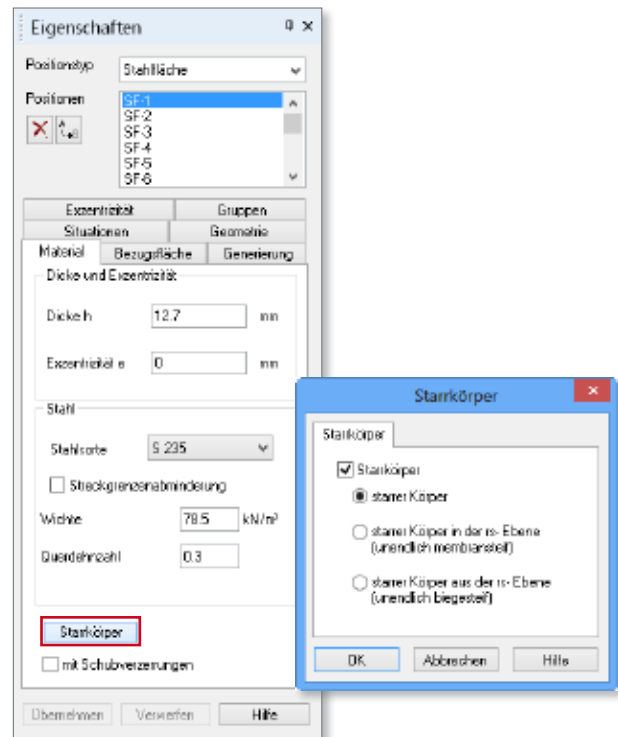 Eigenschaften
Positionstyp Stahlfläche
Positionen SF-1
SF-2
SF-3
SF-4
SF-5
SF-6
Exzentrizität Gruppen
Situationen Geometrie
Material Bezugsfläche Generierung
Dicke und Exzentrizität
Dicke h 12.7 mm
Exzentrizität e 0 mm
Stahl
Stahlsorte S 235
Streckgrenzenabminderung
Wichte 78.5 kN/m³
Querdehnzahl 0.3
Starrkörper
mit Schubverzerrungen
Übernehmen Verwerfen Hilfe
Starrkörper
Starrkörper
Starrkörper
starrer Körper
starrer Körper in der rs- Ebene
(unendlich membransteif)
starrer Körper aus der rs- Ebene
(unendlich biegesteif)
OK Abbrechen Hilfe